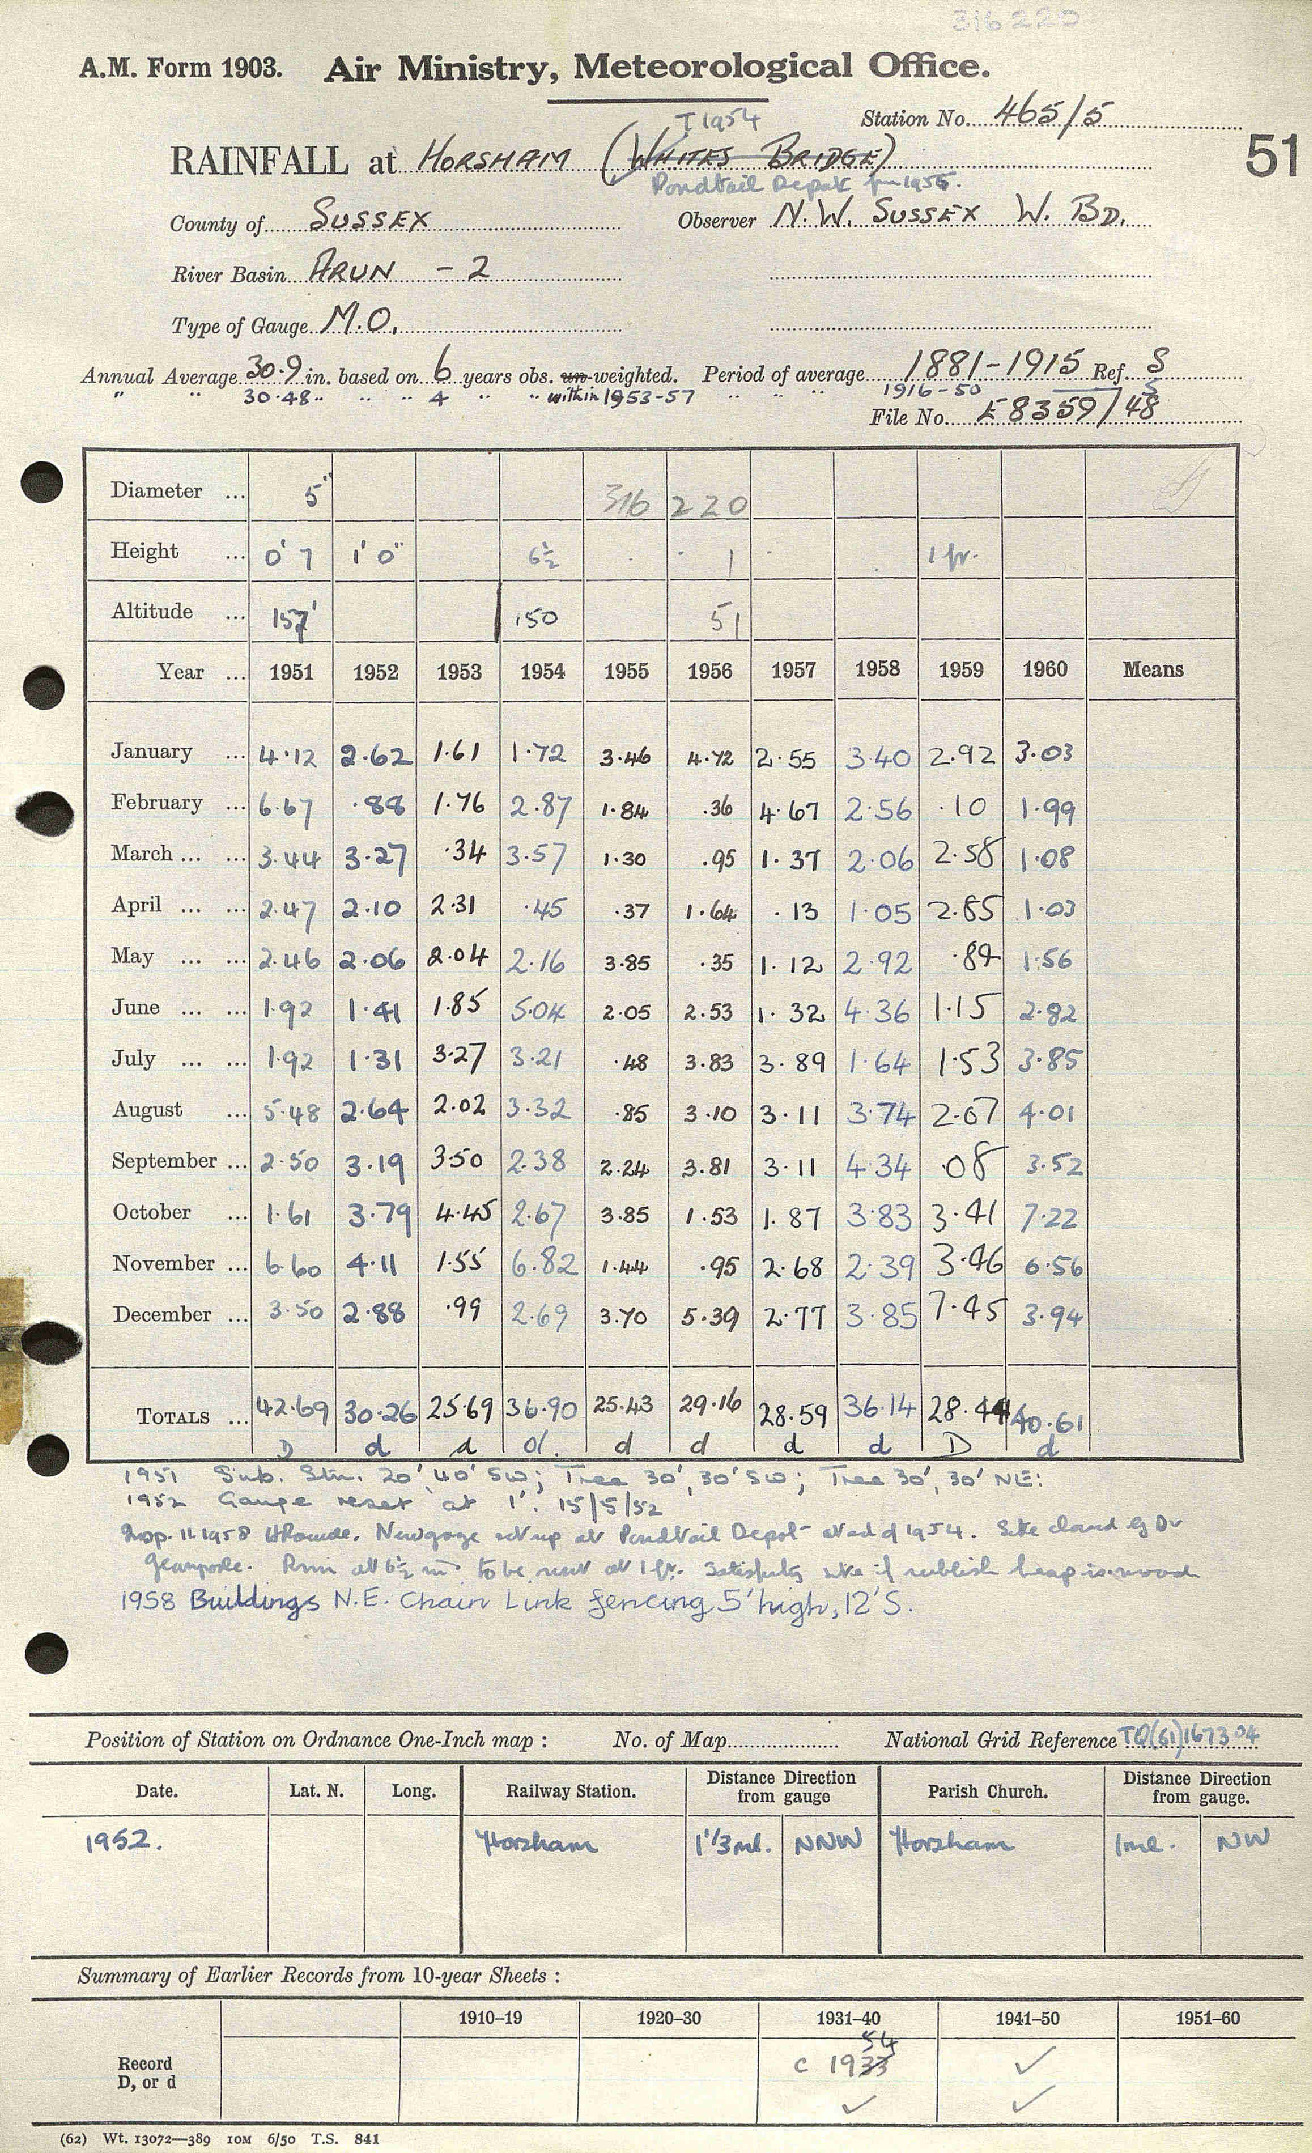 316220
A.M. Form 1903. Air Ministry, Meteorological Office.
T 1954
Station No. 465/5
RAINFALL at HORSHAM (WHITES BRIDGE)
51
Pondtail Depot fm 1955.
County of SUSSEX Observer N.W. SUSSEX W. BD.
River Basin ARUN - 2
Type of Gauge M.O.
Annual Average 30.9 in. based on 6 years obs. un-weighted. Period of average 1881-1915 Ref. S
" " 30.48 " " " 4 " " within 1953-57 " " " 1916-50 S
File No. E 8359/48
Diameter ... 5" 316 220
Height ... 0' 7 1' 0" 6½ 1 1 ft.
Altitude ... 157' 150 51
Year ... 1951 1952 1953 1954 1955 1956 1957 1958 1959 1960 Means
January ... 4.12 2.62 1.61 1.72 3.46 4.72 2.55 3.40 2.92 3.03
February ... 6.67 .88 1.76 2.87 1.84 .36 4.67 2.56 .10 1.99
March ... ... 3.44 3.27 .34 3.57 1.30 .95 1.37 2.06 2.58 1.08
April ... ... 2.47 2.10 2.31 .45 .37 1.64 .13 1.05 2.85 1.03
May ... ... 2.46 2.06 2.04 2.16 3.85 .35 1.12 2.92 .89 1.56
June ... ... 1.92 1.41 1.85 5.04 2.05 2.53 1.32 4.36 1.15 2.82
July ... ... 1.92 1.31 3.27 3.21 .48 3.83 3.89 1.64 1.53 3.85
August ... 5.48 2.64 2.02 3.32 .85 3.10 3.11 3.74 2.07 4.01
September ... 2.50 3.19 3.50 2.38 2.24 3.81 3.11 4.34 .08 3.52
October ... 1.61 3.79 4.45 2.67 3.85 1.53 1.87 3.83 3.41 7.22
November ... 6.60 4.11 1.55 6.82 1.44 .95 2.68 2.39 3.46 6.56
December ... 3.50 2.88 .99 2.69 3.70 5.39 2.77 3.85 7.45 3.94
TOTALS ... 42.69 30.26 25.69 36.90 25.43 29.16 28.59 36.14 28.44 40.61
D d d d. d d d d D d
1951 Sub. Stn. 20' 40' SW; Tree 30', 30' SW; Tree 30', 30' NE:
1952 Gauge reset at 1'. 15/5/52
Insp. 11.1958 New gauge set up at Pondtail Depot at end of 1954. Site cleared by Dr
Glasspoole. Rim at 6½ in. to be reset at 1 ft. Satisfactory site if rubbish heap is moved
1958 Buildings N.E. Chain Link fencing 5' high, 12' S.
Position of Station on Ordnance One-Inch map : No. of Map National Grid Reference TQ(51)167304
Date. Lat. N. Long. Railway Station. Distance Direction from gauge Parish Church. Distance Direction from gauge.
1952. Horsham 1 1/3 ml. NNW Horsham 1 ml. NW
Summary of Earlier Records from 10-year Sheets :
1910–19 1920–30 1931–40 1941–50 1951–60
54
Record D, or d c 1933 ✓
✓ ✓
(62) Wt. 13072—389 10M 6/50 T.S. 841